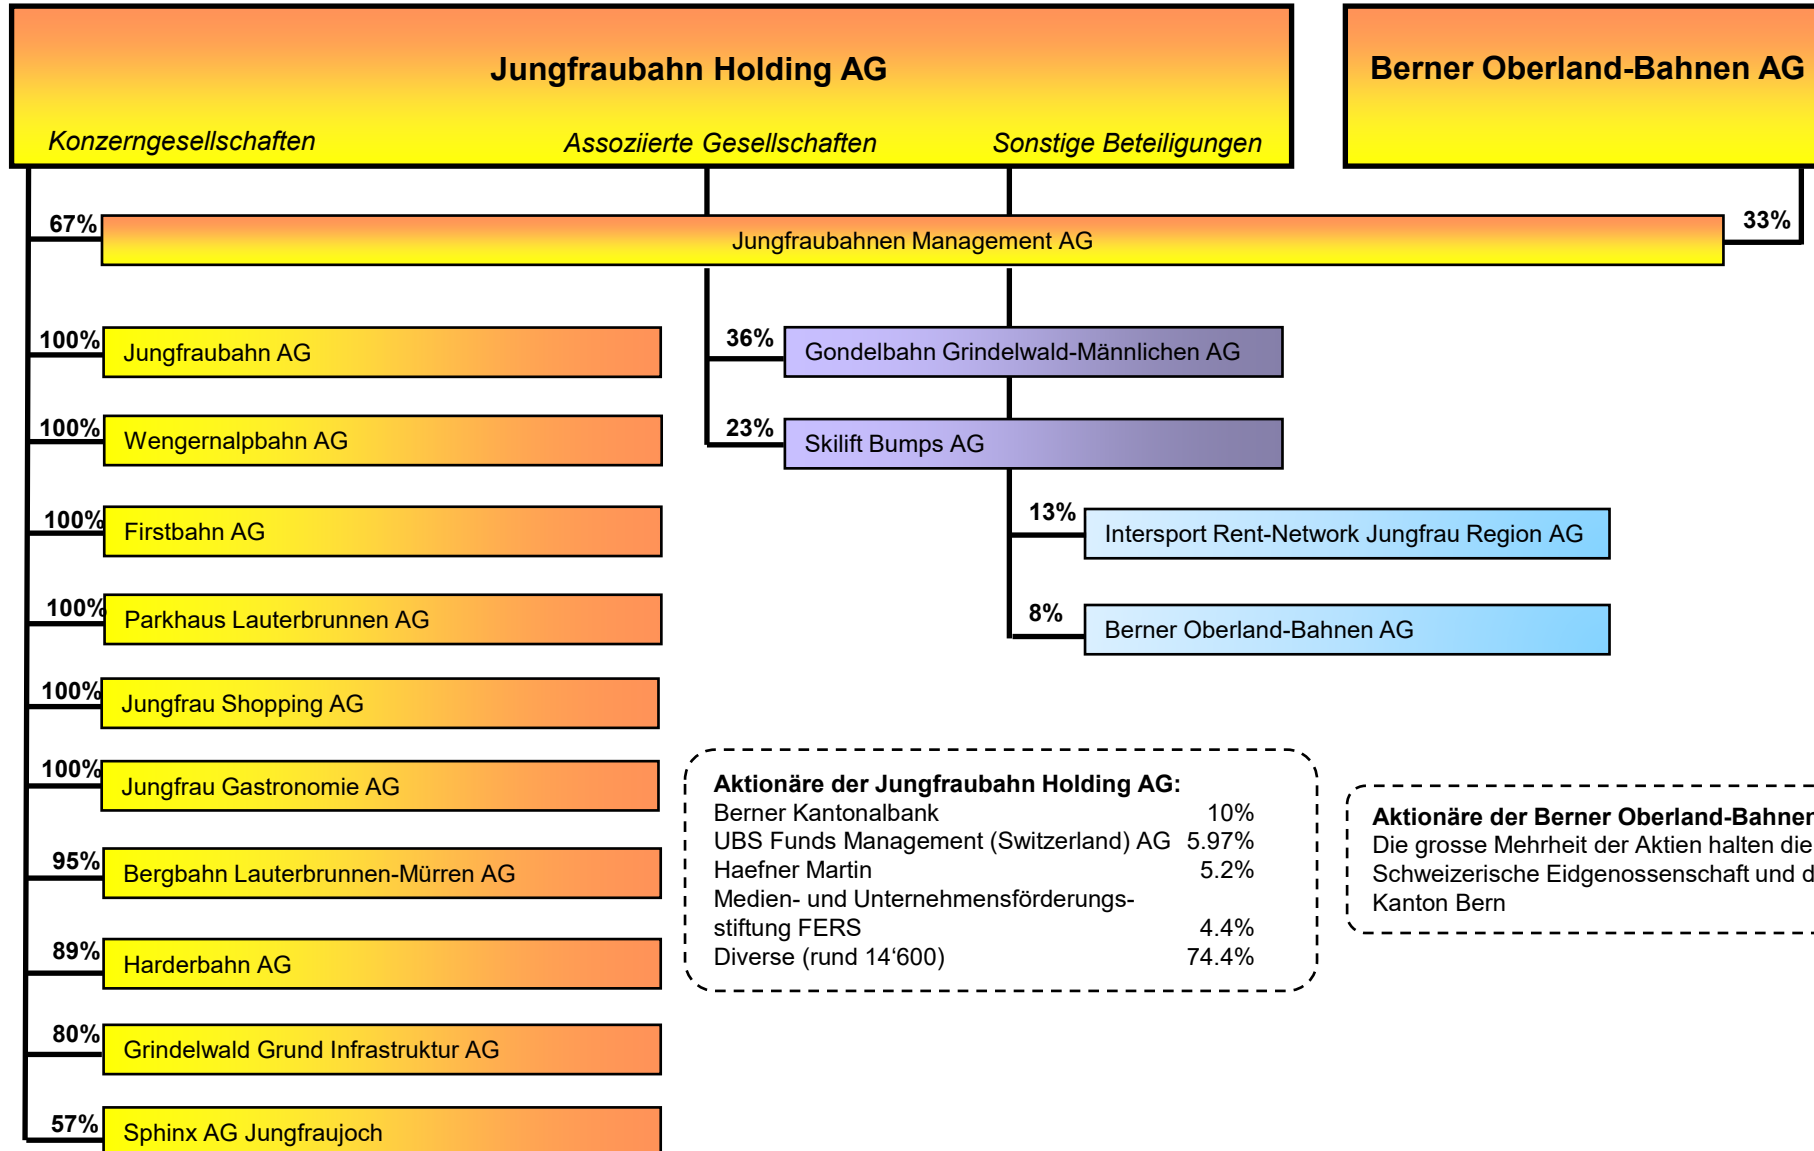 Jungfraubahn Holding AG
Konzerngesellschaften
Assoziierte Gesellschaften
Sonstige Beteiligungen
Berner Oberland-Bahnen AG
67%
Jungfraubahnen Management AG
33%
100%
Jungfraubahn AG
100%
Wengernalpbahn AG
100%
Firstbahn AG
100%
Parkhaus Lauterbrunnen AG
100%
Jungfrau Shopping AG
100%
Jungfrau Gastronomie AG
95%
Bergbahn Lauterbrunnen-Mürren AG
89%
Harderbahn AG
80%
Grindelwald Grund Infrastruktur AG
57%
Sphinx AG Jungfraujoch
36%
Gondelbahn Grindelwald-Männlichen AG
23%
Skilift Bumps AG
13%
Intersport Rent-Network Jungfrau Region AG
8%
Berner Oberland-Bahnen AG
Aktionäre der Jungfraubahn Holding AG:
Berner Kantonalbank 10%
UBS Funds Management (Switzerland) AG 5.97%
Haefner Martin 5.2%
Medien- und Unternehmensförderungs-
stiftung FERS 4.4%
Diverse (rund 14‘600) 74.4%
Aktionäre der Berner Oberland-Bahnen
Die grosse Mehrheit der Aktien halten die
Schweizerische Eidgenossenschaft und d
Kanton Bern